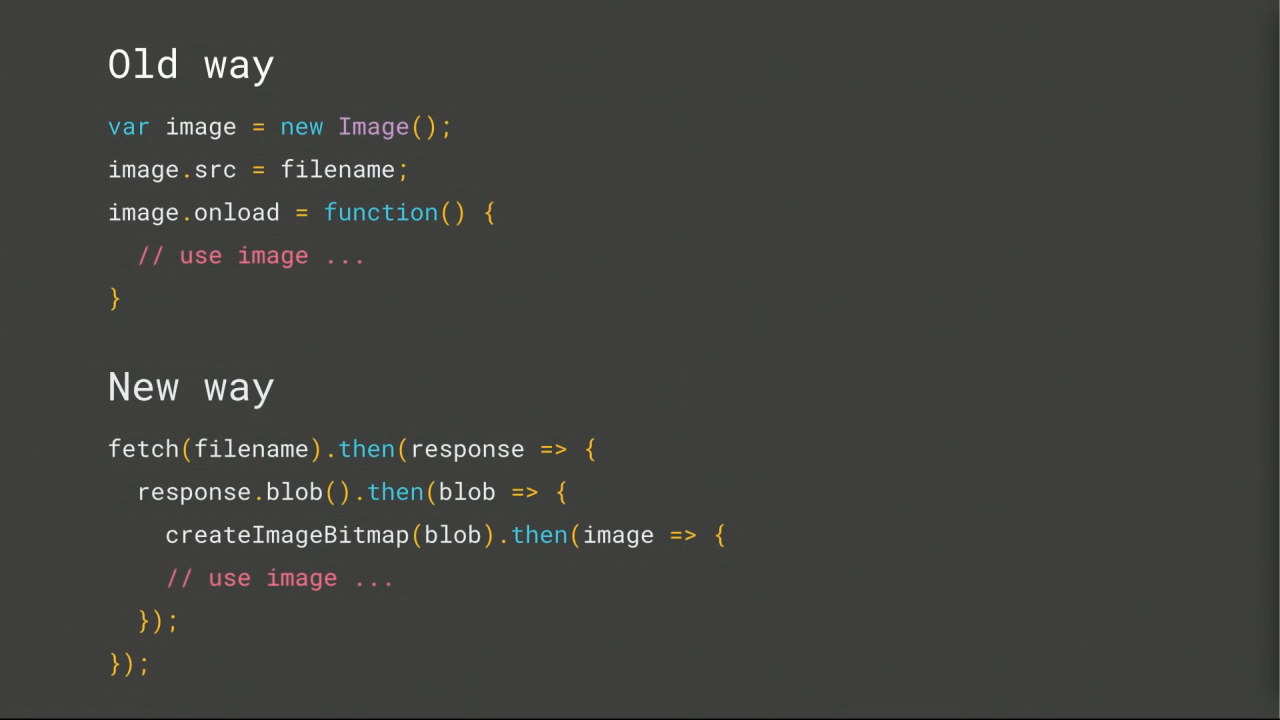 Old way
var image = new Image();
image.src = filename;
image.onload = function() {
  // use image ...
}
New way
fetch(filename).then(response => {
  response.blob().then(blob => {
    createImageBitmap(blob).then(image => {
    // use image ...
  });
});